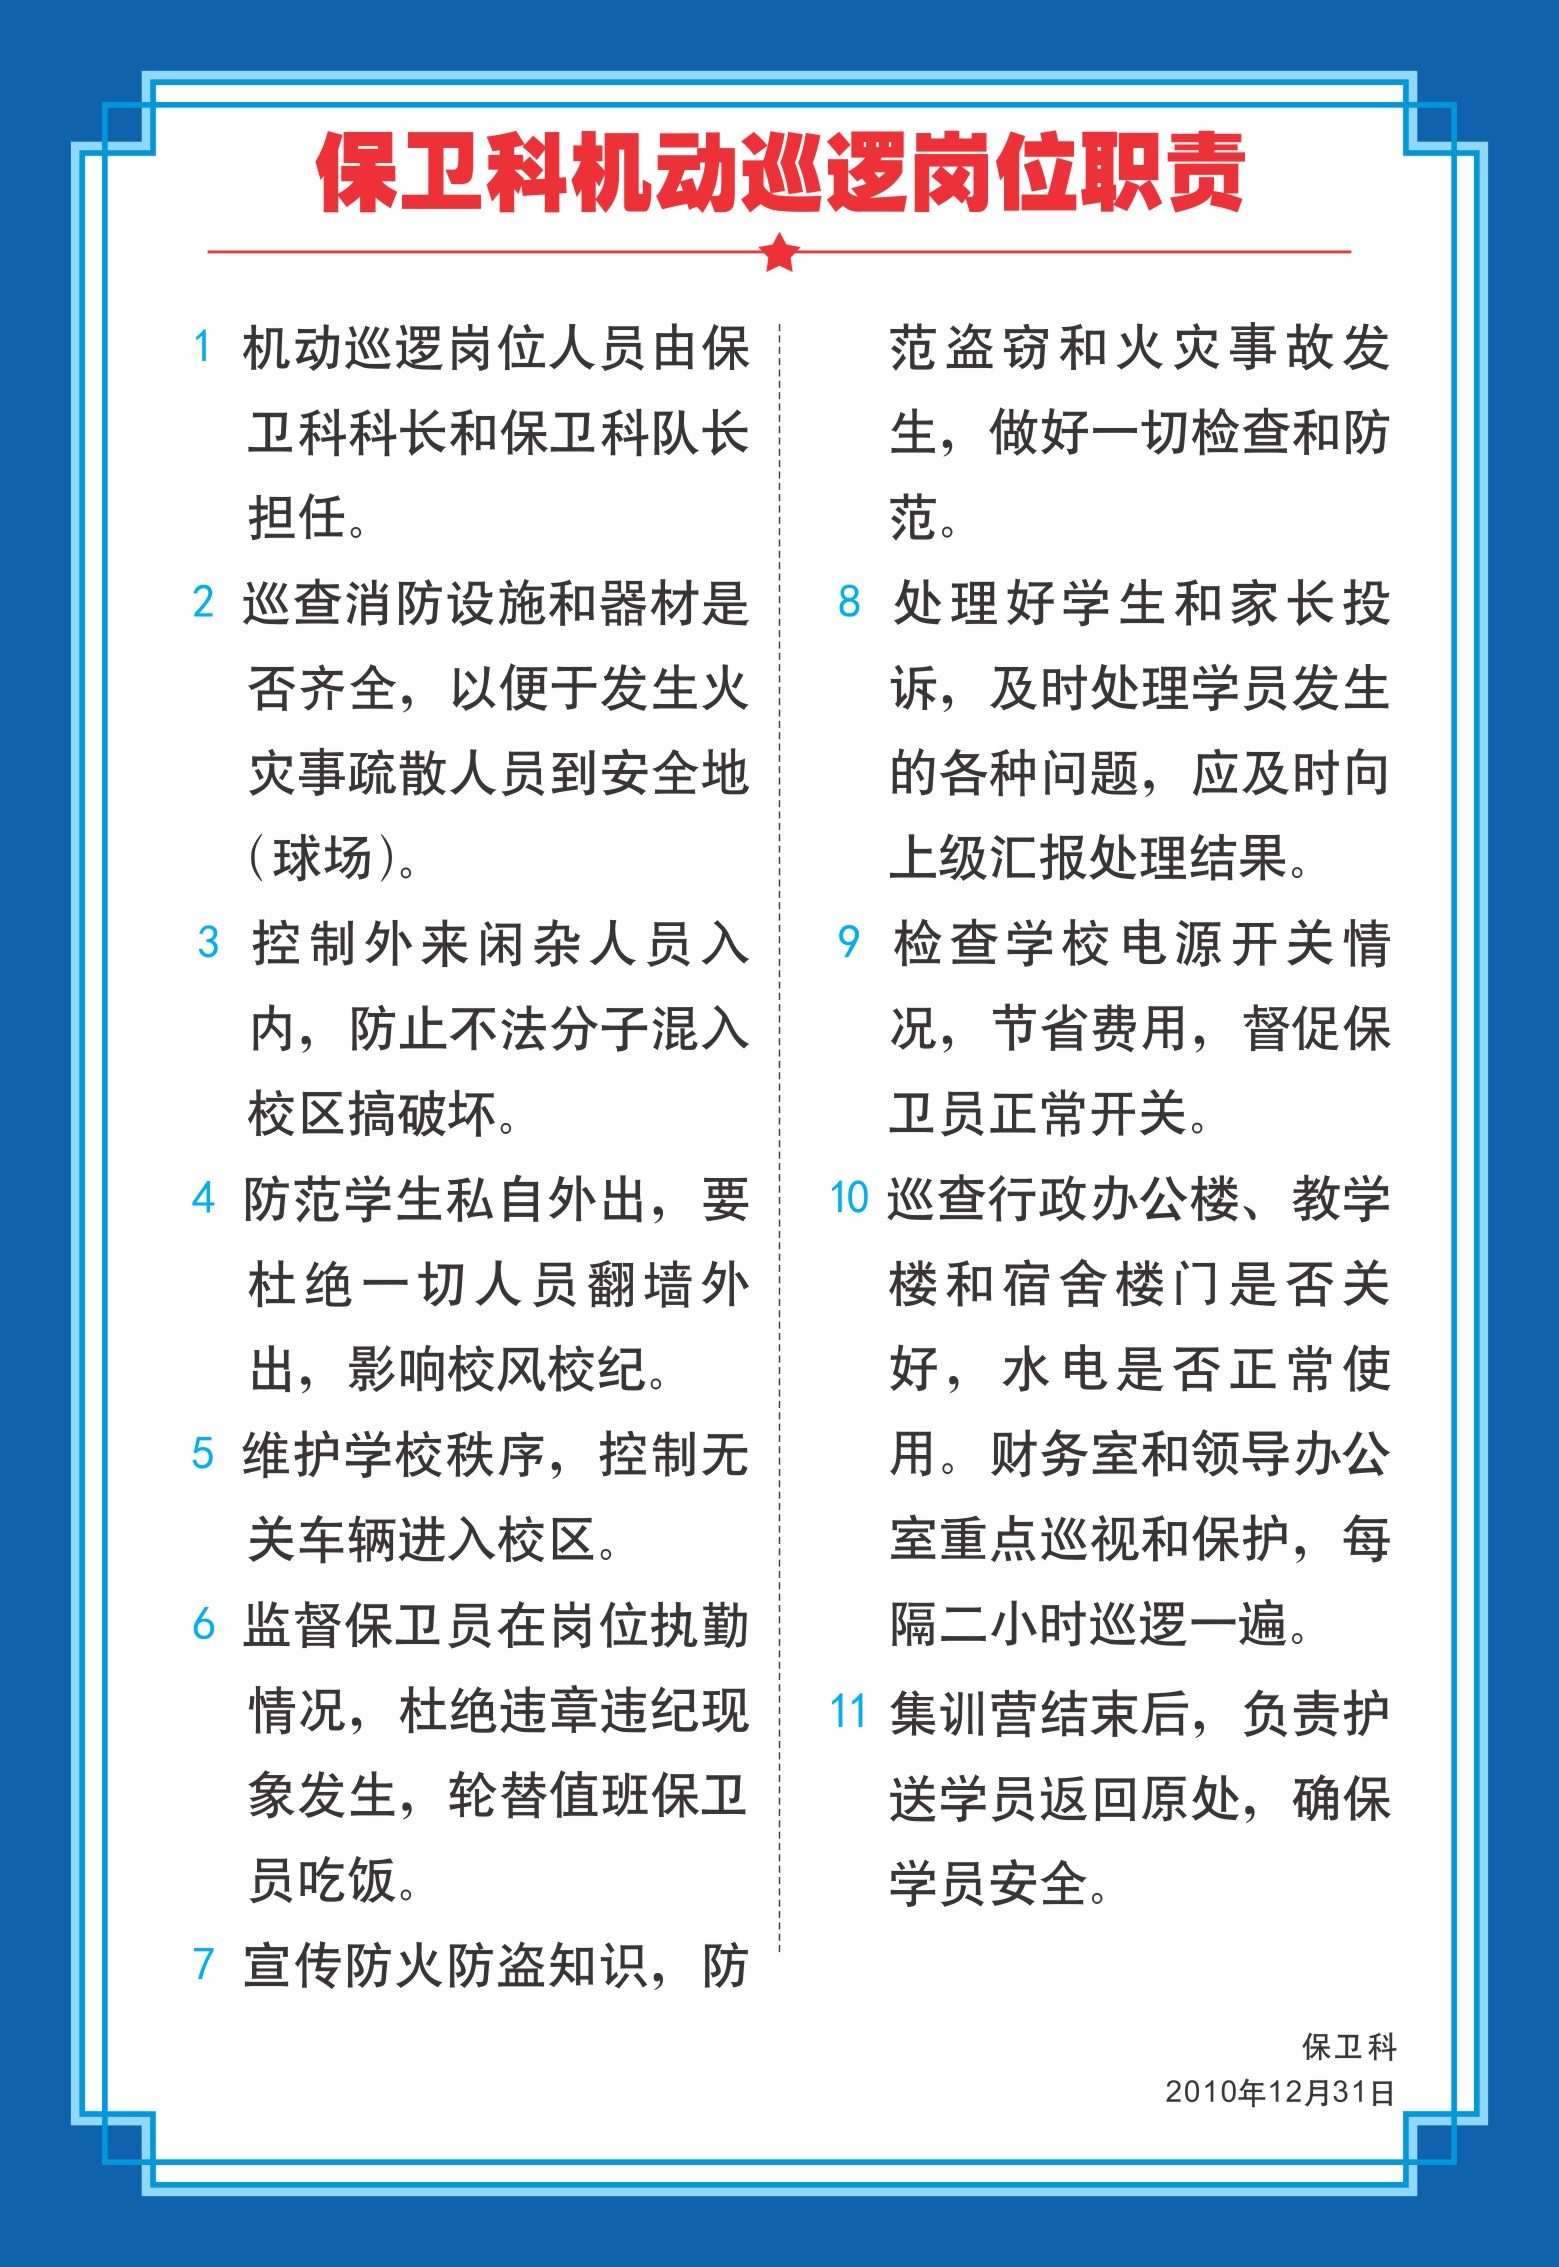 保卫科机动巡逻岗位职责
1 机动巡逻岗位人员由保
卫科科长和保卫科队长
担任。
2 巡查消防设施和器材是
否齐全，以便于发生火
灾事疏散人员到安全地
（球场）。
3 控制外来闲杂人员入
内，防止不法分子混入
校区搞破坏。
4 防范学生私自外出，要
杜绝一切人员翻墙外
出，影响校风校纪。
5 维护学校秩序，控制无
关车辆进入校区。
6 监督保卫员在岗位执勤
情况，杜绝违章违纪现
象发生，轮替值班保卫
员吃饭。
7 宣传防火防盗知识，防
范盗窃和火灾事故发
生，做好一切检查和防
范。
8 处理好学生和家长投
诉，及时处理学员发生
的各种问题，应及时向
上级汇报处理结果。
9 检查学校电源开关情
况，节省费用，督促保
卫员正常开关。
10 巡查行政办公楼、教学
楼和宿舍楼门是否关
好，水电是否正常使
用。财务室和领导办公
室重点巡视和保护，每
隔二小时巡逻一遍。
11 集训营结束后，负责护
送学员返回原处，确保
学员安全。
保卫科
2010年12月31日